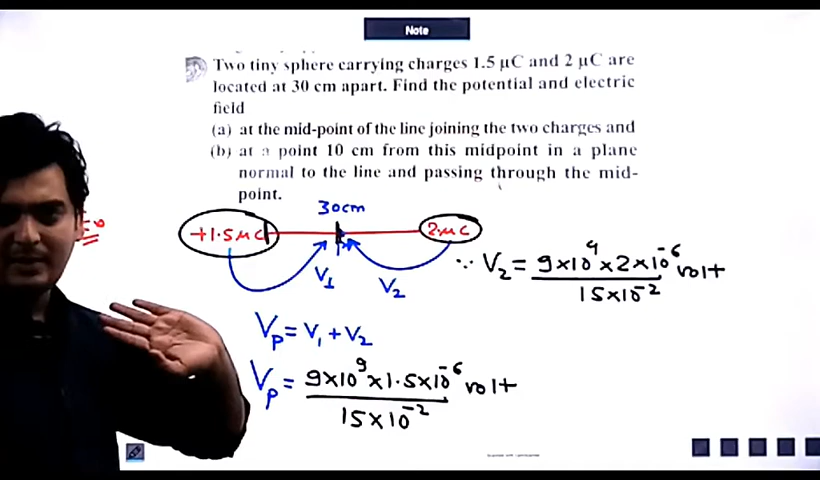 Note
Two tiny sphere carrying charges 1.5 μC and 2 μC are
located at 30 cm apart. Find the potential and electric
field
(a) at the mid-point of the line joining the two charges and
(b) at a point 10 cm from this midpoint in a plane
normal to the line and passing through the mid-
point.
30cm
+1.5μC
2μC
V₁
V₂
∵ V₂ = 9×10⁹×2×10⁻⁶ volt
15×10⁻²
Vp = V₁ + V₂
Vp = 9×10⁹×1.5×10⁻⁶ volt
15×10⁻²